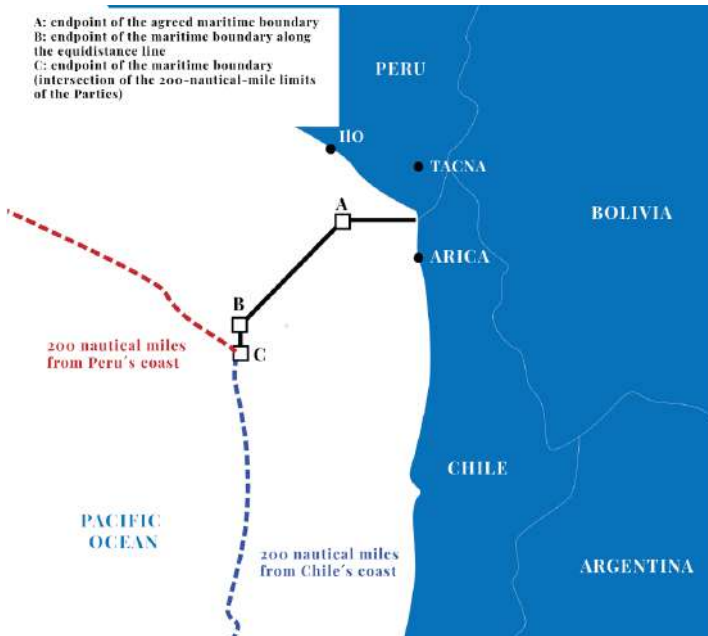 A: endpoint of the agreed maritime boundary
B: endpoint of the maritime boundary along
the equidistance line
C: endpoint of the maritime boundary
(intersection of the 200-nautical-mile limits
of the Parties)
PERU
IlO
TACNA
A
BOLIVIA
ARICA
B
C
200 nautical miles
from Peru´s coast
CHILE
PACIFIC
OCEAN
200 nautical miles
from Chile´s coast
ARGENTINA